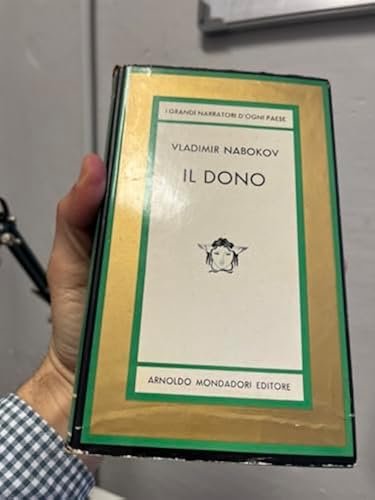 I GRANDI NARRATORI D'OGNI PAESE
VLADIMIR NABOKOV
IL DONO
ARNOLDO MONDADORI EDITORE